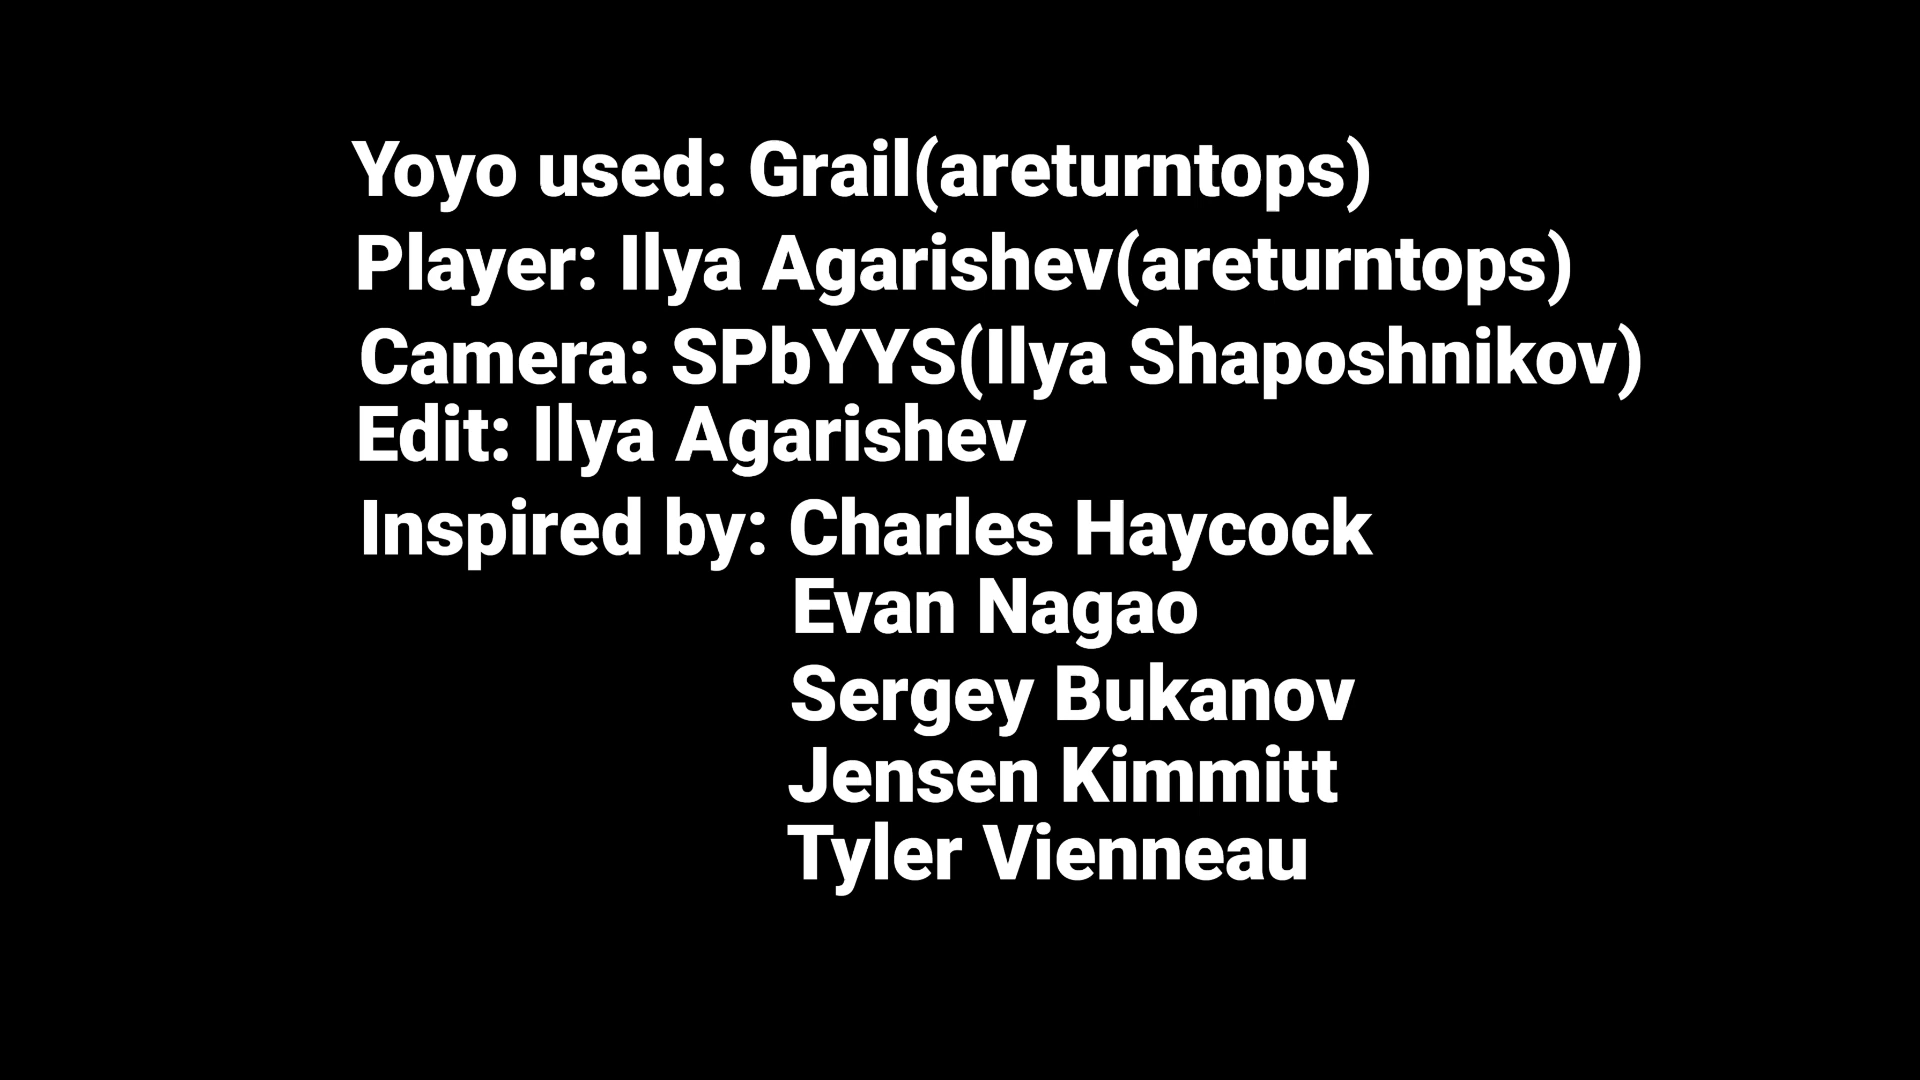 Yoyo used: Grail(areturntops)
Player: Ilya Agarishev(areturntops)
Camera: SPbYYS(Ilya Shaposhnikov)
Edit: Ilya Agarishev
Inspired by: Charles Haycock
Evan Nagao
Sergey Bukanov
Jensen Kimmitt
Tyler Vienneau